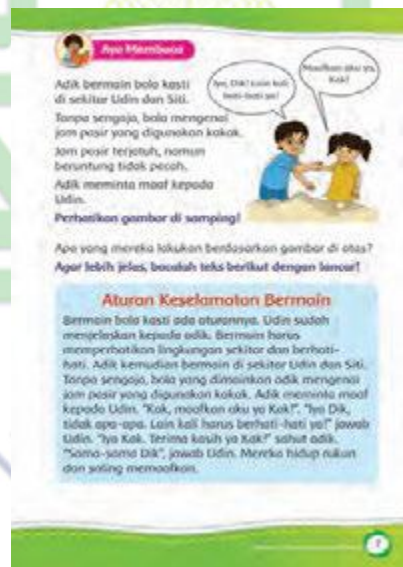 Ayo Membaca
Adik bermain bola kasti
di sekitar Udin dan Siti.
Tanpa sengaja, bola mengenai
jam pasir yang digunakan kakak.
Jam pasir terjatuh, namun
beruntung tidak pecah.
Adik meminta maaf kepada
Udin.
Perhatikan gambar di samping!
Iya, Dik! Lain kali
hati-hati ya!
Maafkan aku ya,
Kak!
Apa yang mereka lakukan berdasarkan gambar di atas?
Agar lebih jelas, bacalah teks berikut dengan lancar!
Aturan Keselamatan Bermain
Bermain bola kasti ada aturannya. Udin sudah
menjelaskan kepada adik. Bermain harus
memperhatikan lingkungan sekitar dan berhati-
hati. Adik kemudian bermain di sekitar Udin dan Siti.
Tanpa sengaja, bola yang dimainkan adik mengenai
jam pasir yang digunakan kakak. Adik meminta maaf
kepada Udin. "Kak, maafkan aku ya Kak!". "Iya Dik,
tidak apa-apa. Lain kali harus berhati-hati ya!" jawab
Udin. "Iya Kak. Terima kasih ya Kak!" sahut adik.
"Sama-sama Dik", jawab Udin. Mereka hidup rukun
dan saling memaafkan.